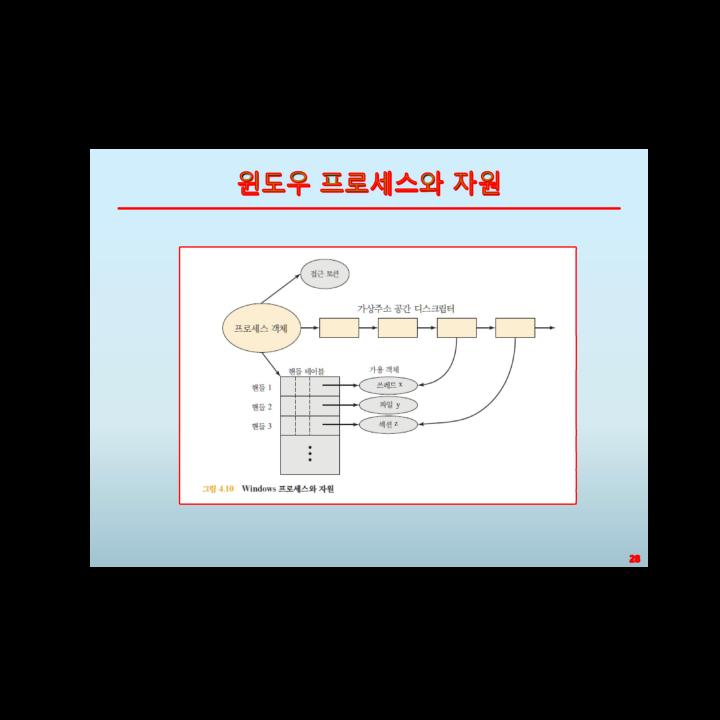 윈도우 프로세스와 자원
접근 토큰
가상주소 공간 디스크립터
프로세스 객체
핸들 테이블
가용 객체
핸들 1
쓰레드 x
핸들 2
파일 y
핸들 3
섹션 z
그림 4.10 Windows 프로세스와 자원
28